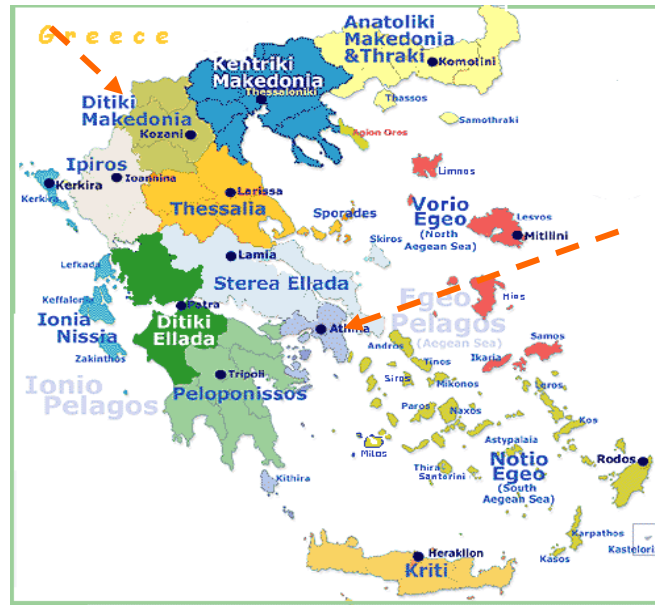 Greece
Anatoliki
Makedonia
&Thraki
Komotini
Kentriki
Makedonia
Thessaloniki
Thassos
Samothraki
Ditiki
Makedonia
Kozani
Agion Oros
Ipiros
Ioannina
Kerkira
Kerkira
Larissa
Thessalia
Limnos
Vorio
Egeo
(North
Aegean Sea)
Lesvos
Mitilini
Sporades
Skiros
Lamia
Sterea Ellada
Lefkada
Keffalonia
Ionia
Nissia
Zakinthos
Patra
Ditiki
Ellada
Athina
Egeo
Pelagos
(Aegean Sea)
Hios
Samos
Ikaria
Andros
Tinos
Mikonos
Siros
Leros
Tripoli
Peloponissos
Ionio
Pelagos
Paros
Naxos
Kos
Milos
Astypalaia
Thira
Santorini
Notio
Egeo
(South
Aegean Sea)
Rodos
Kithira
Karpathos
Kasos
Kastelori
Heraklion
Kriti